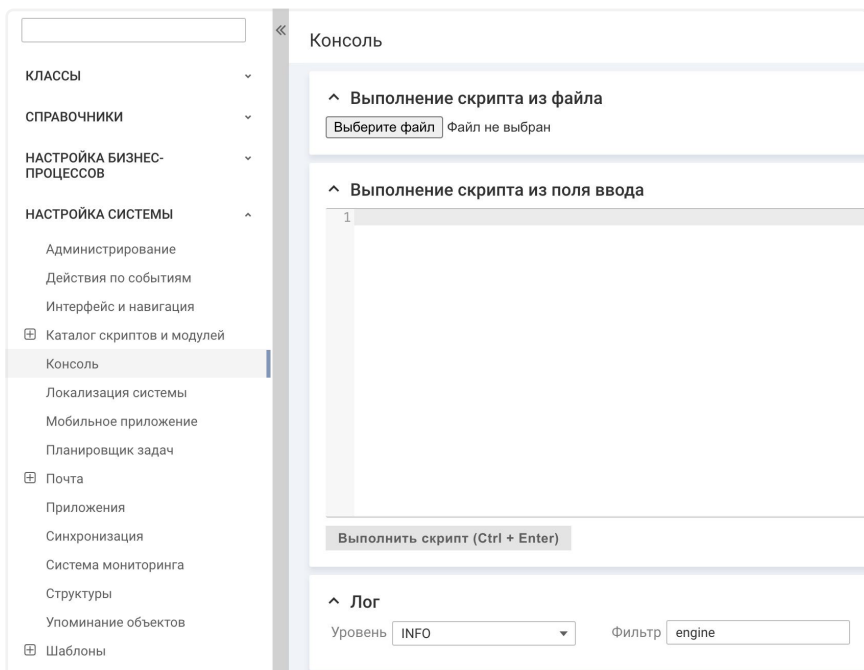 Консоль
КЛАССЫ
СПРАВОЧНИКИ
НАСТРОЙКА БИЗНЕС-
ПРОЦЕССОВ
НАСТРОЙКА СИСТЕМЫ
Администрирование
Действия по событиям
Интерфейс и навигация
Каталог скриптов и модулей
Консоль
Локализация системы
Мобильное приложение
Планировщик задач
Почта
Приложения
Синхронизация
Система мониторинга
Структуры
Упоминание объектов
Шаблоны
Выполнение скрипта из файла
Выберите файл Файл не выбран
Выполнение скрипта из поля ввода
1
Выполнить скрипт (Ctrl + Enter)
Лог
Уровень INFO Фильтр engine